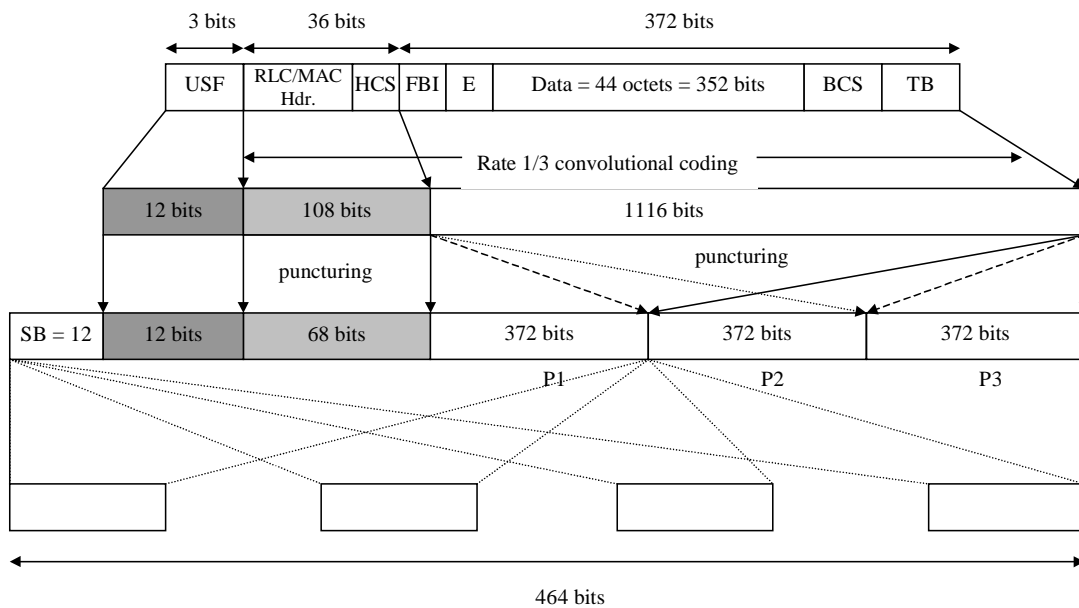 3 bits 36 bits 372 bits
USF RLC/MAC Hdr. HCS FBI E Data = 44 octets = 352 bits BCS TB
Rate 1/3 convolutional coding
12 bits 108 bits 1116 bits
puncturing puncturing
SB = 12 12 bits 68 bits 372 bits 372 bits 372 bits
P1 P2 P3
464 bits